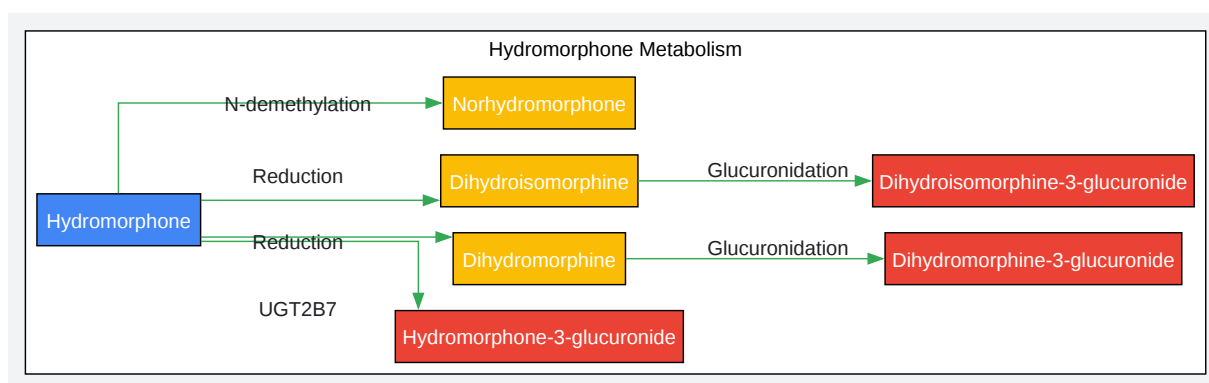 Hydromorphone Metabolism
N-demethylation
Norhydromorphone
Reduction
Dihydroisomorphine
Glucuronidation
Dihydroisomorphine-3-glucuronide
Hydromorphone
Reduction
Dihydromorphine
Glucuronidation
Dihydromorphine-3-glucuronide
UGT2B7
Hydromorphone-3-glucuronide